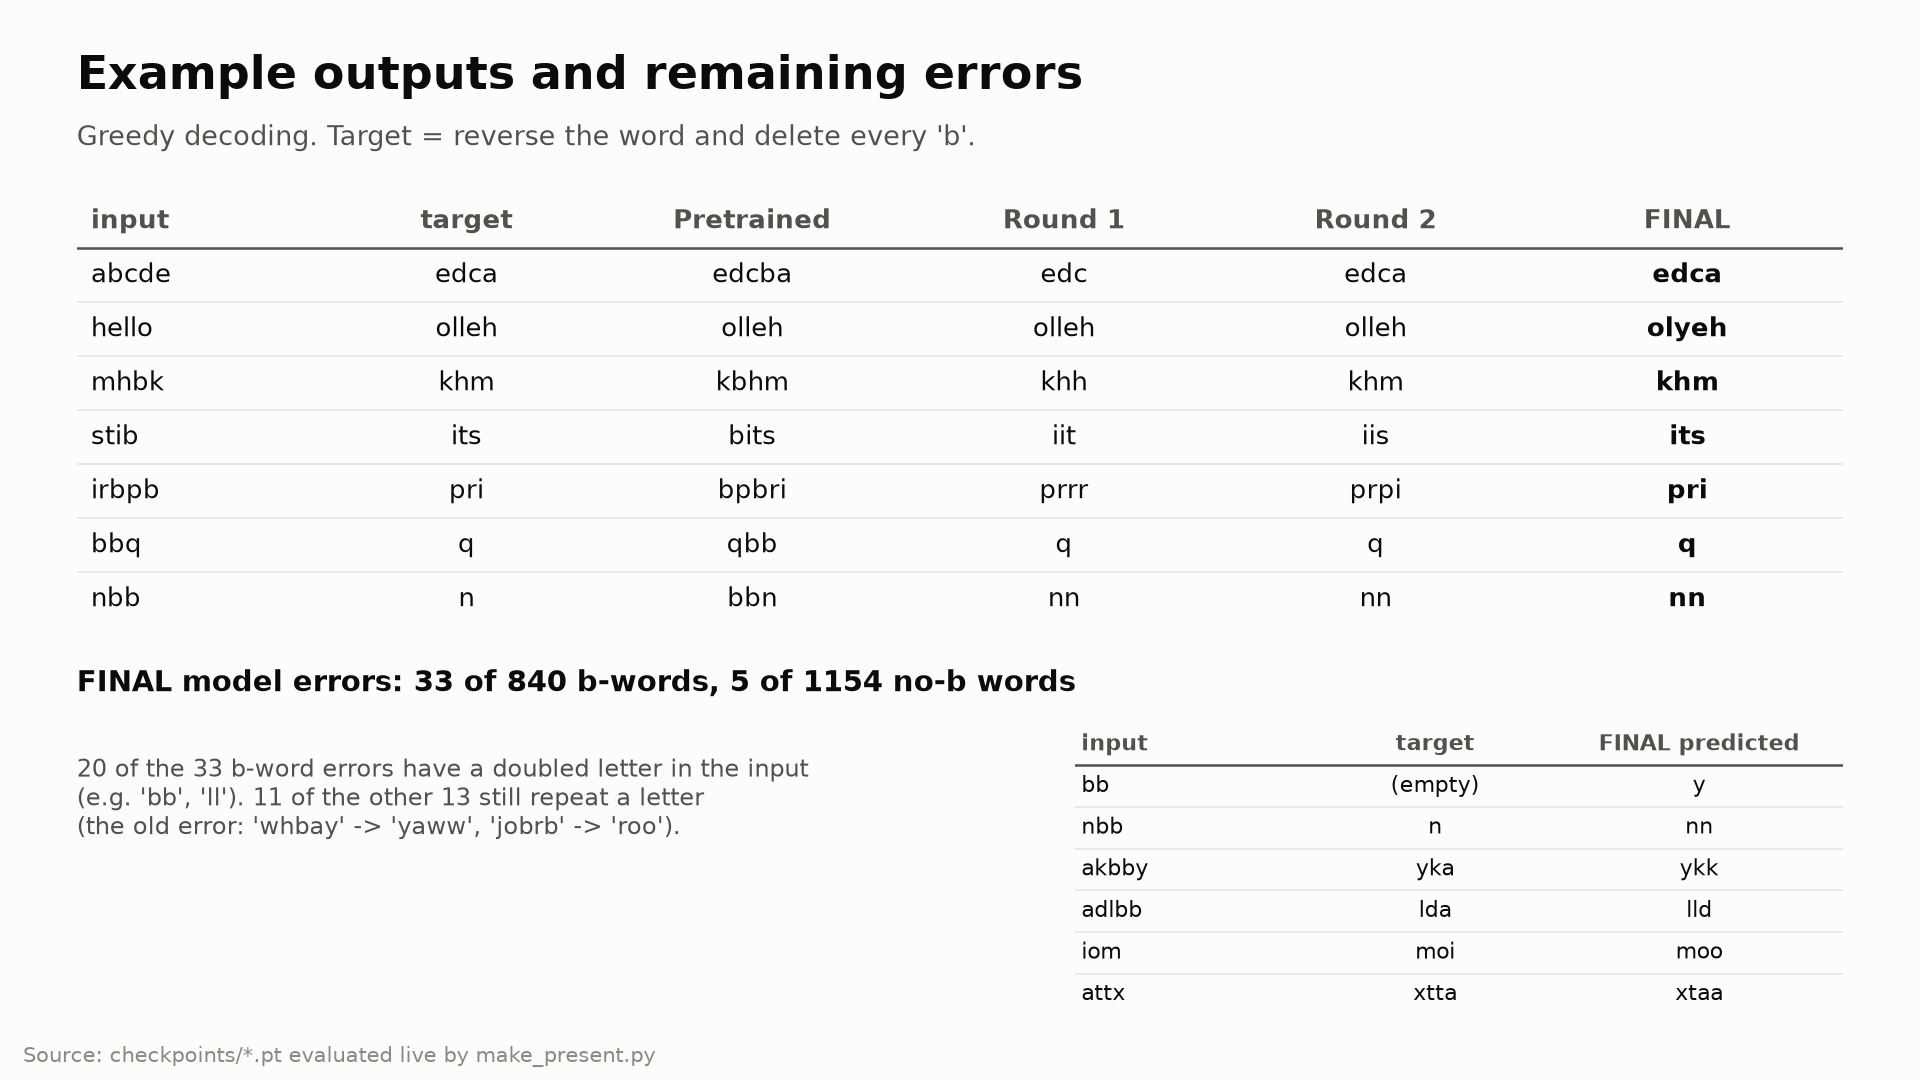 Example outputs and remaining errors
Greedy decoding. Target = reverse the word and delete every 'b'.
input target Pretrained Round 1 Round 2 FINAL
abcde edca edcba edc edca edca
hello olleh olleh olleh olleh olyeh
mhbk khm kbhm khh khm khm
stib its bits iit iis its
irbpb pri bpbri prrr prpi pri
bbq q qbb q q q
nbb n bbn nn nn nn
FINAL model errors: 33 of 840 b-words, 5 of 1154 no-b words
20 of the 33 b-word errors have a doubled letter in the input
(e.g. 'bb', 'll'). 11 of the other 13 still repeat a letter
(the old error: 'whbay' -> 'yaww', 'jobrb' -> 'roo').
input target FINAL predicted
bb (empty) y
nbb n nn
akbby yka ykk
adlbb lda lld
iom moi moo
attx xtta xtaa
Source: checkpoints/*.pt evaluated live by make_present.py